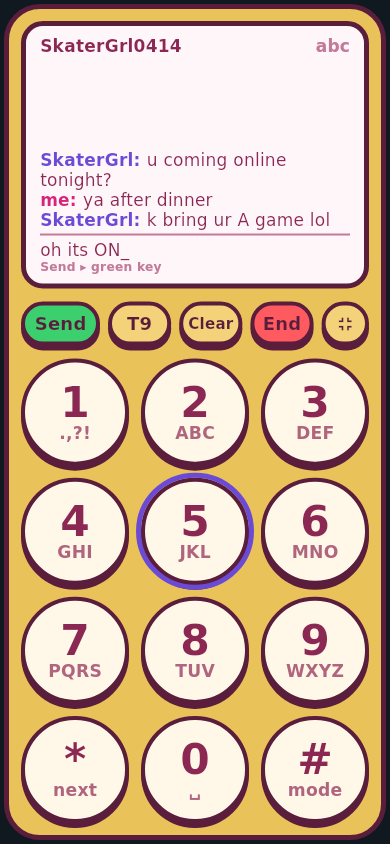 SkaterGrl0414 abc
SkaterGrl: u coming online
tonight?
me: ya after dinner
SkaterGrl: k bring ur A game lol
oh its ON_
Send ▸ green key
Send T9 Clear End
1 2 3
.,?! ABC DEF
4 5 6
GHI JKL MNO
7 8 9
PQRS TUV WXYZ
* 0 #
next ␣ mode